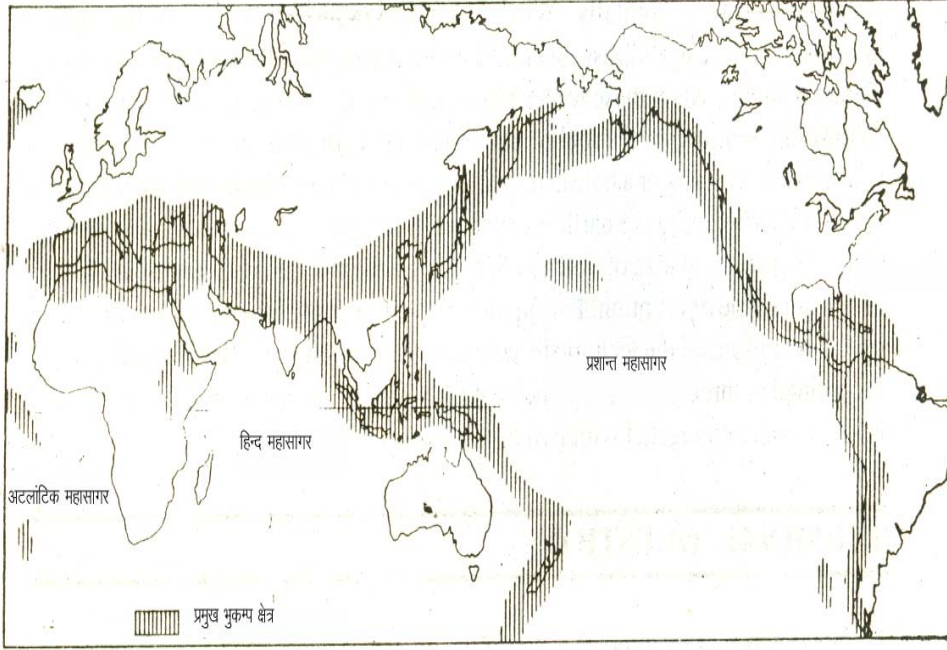 प्रशान्त महासागर
हिन्द महासागर
अटलांटिक महासागर
प्रमुख भुकम्प क्षेत्र